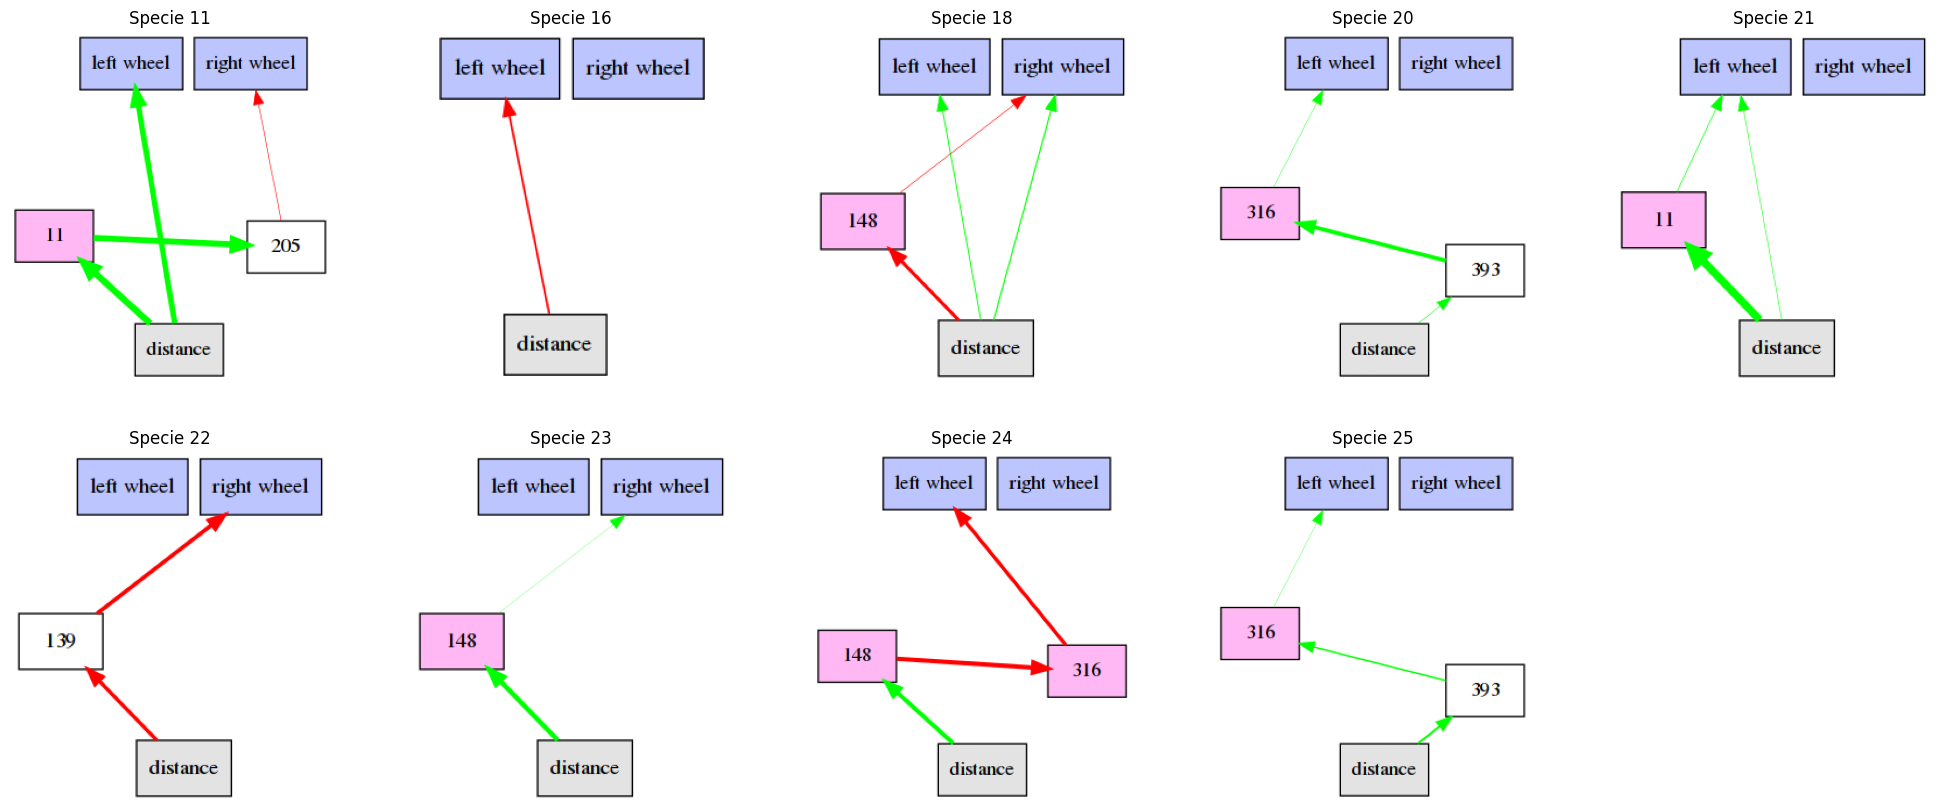 Specie 11
left wheel
right wheel
11
205
distance
Specie 16
left wheel
right wheel
distance
Specie 18
left wheel
right wheel
148
distance
Specie 20
left wheel
right wheel
316
393
distance
Specie 21
left wheel
right wheel
11
distance
Specie 22
left wheel
right wheel
139
distance
Specie 23
left wheel
right wheel
148
distance
Specie 24
left wheel
right wheel
148
316
distance
Specie 25
left wheel
right wheel
316
393
distance